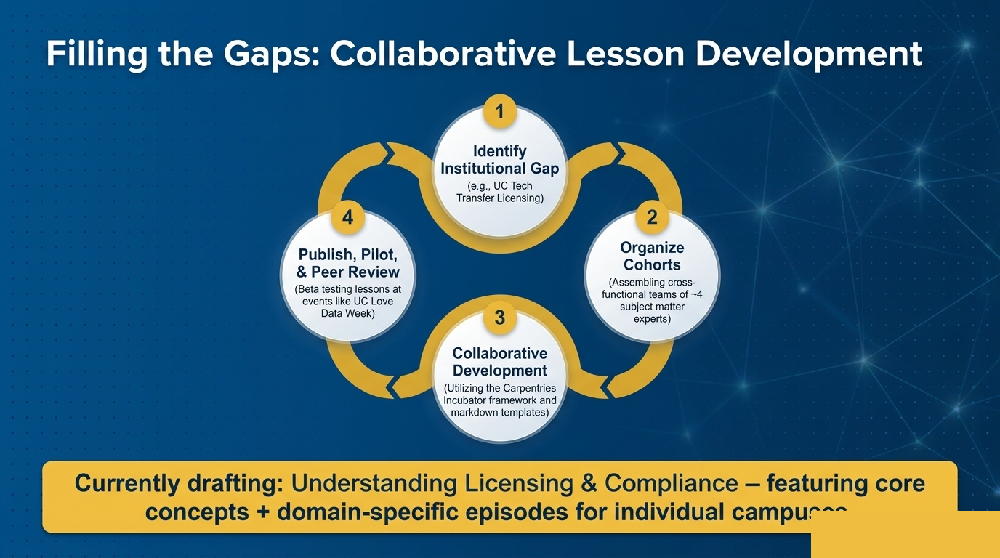 Filling the Gaps: Collaborative Lesson Development
1
Identify
Institutional Gap
(e.g., UC Tech
Transfer Licensing)
2
Organize
Cohorts
(Assembling cross-
functional teams of ~4
subject matter
experts)
3
Collaborative
Development
(Utilizing the Carpentries
Incubator framework and
markdown templates)
4
Publish, Pilot,
& Peer Review
(Beta testing lessons at
events like UC Love
Data Week)
Currently drafting: Understanding Licensing & Compliance – featuring core
concepts + domain-specific episodes for individual campuses